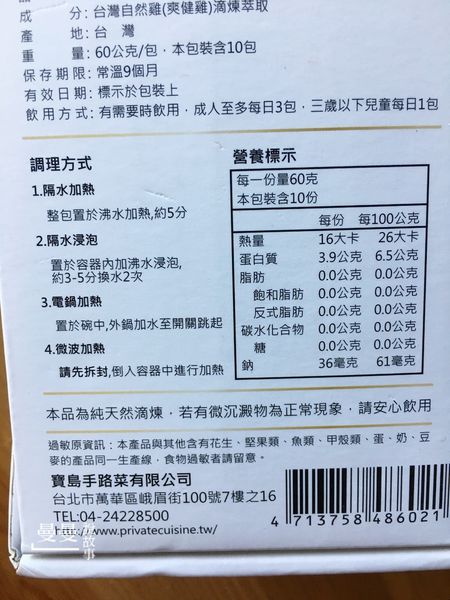 成　　分: 台灣自然雞(爽健雞)滴煉萃取
產　　地: 台　灣
重　　量: 60公克/包，本包裝含10包
保存期限: 常溫9個月
有效日期: 標示於包裝上
飲用方式: 有需要時飲用，成人至多每日3包，三歲以下兒童每日1包
調理方式
1.隔水加熱
整包置於沸水加熱,約5分
2.隔水浸泡
置於容器內加沸水浸泡,
約3-5分換水2次
3.電鍋加熱
置於碗中,外鍋加水至開關跳起
4.微波加熱
請先拆封,倒入容器中進行加熱
營養標示
每一份量60克
本包裝含10份
每份 每100公克
熱量 16大卡 26大卡
蛋白質 3.9公克 6.5公克
脂肪 0.0公克 0.0公克
飽和脂肪 0.0公克 0.0公克
反式脂肪 0.0公克 0.0公克
碳水化合物 0.0公克 0.0公克
糖 0.0公克 0.0公克
鈉 36毫克 61毫克
本品為純天然滴煉，若有微沉澱物為正常現象，請安心飲用
過敏原資訊：本產品與其他含有花生、堅果類、魚類、甲殼類、蛋、奶、豆
麥的產品同一生產線，食物過敏者請留意。
寶島手路菜有限公司
台北市萬華區峨眉街100號7樓之16
TEL:04-24228500
http://www.privatecuisine.tw/
4 713758 486021
曼曼說故事